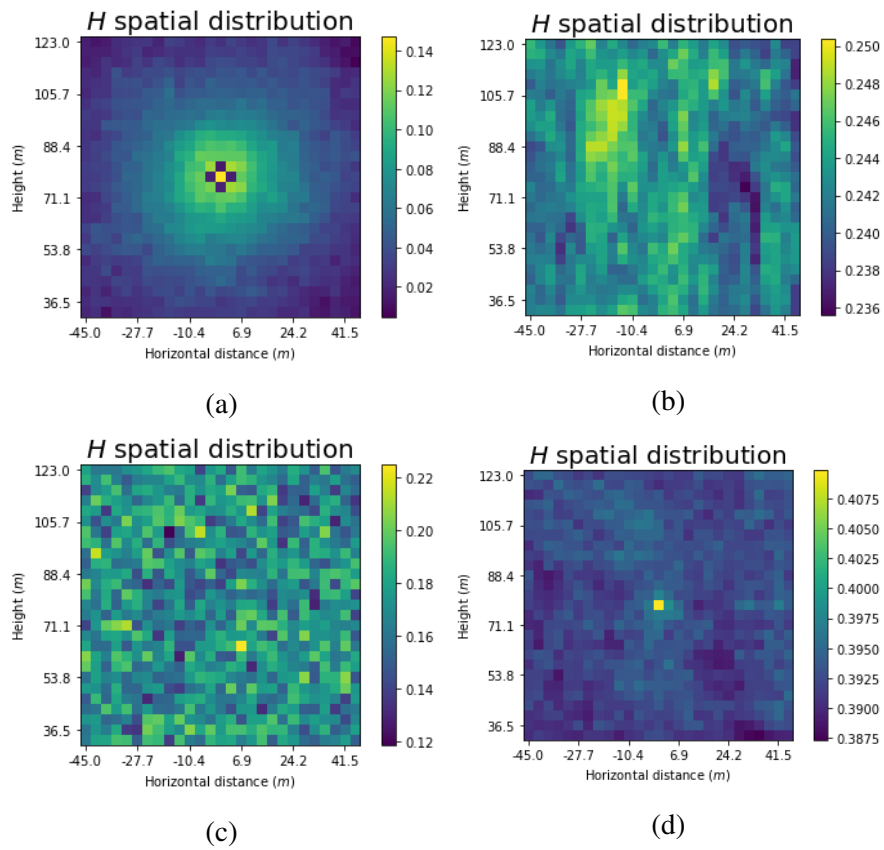 H spatial distribution
123.0
105.7
88.4
71.1
53.8
36.5
Height (m)
-45.0 -27.7 -10.4 6.9 24.2 41.5
Horizontal distance (m)
0.14
0.12
0.10
0.08
0.06
0.04
0.02
(a)
H spatial distribution
123.0
105.7
88.4
71.1
53.8
36.5
Height (m)
-45.0 -27.7 -10.4 6.9 24.2 41.5
Horizontal distance (m)
0.250
0.248
0.246
0.244
0.242
0.240
0.238
0.236
(b)
H spatial distribution
123.0
105.7
88.4
71.1
53.8
36.5
Height (m)
-45.0 -27.7 -10.4 6.9 24.2 41.5
Horizontal distance (m)
0.22
0.20
0.18
0.16
0.14
0.12
(c)
H spatial distribution
123.0
105.7
88.4
71.1
53.8
36.5
Height (m)
-45.0 -27.7 -10.4 6.9 24.2 41.5
Horizontal distance (m)
0.4075
0.4050
0.4025
0.4000
0.3975
0.3950
0.3925
0.3900
0.3875
(d)